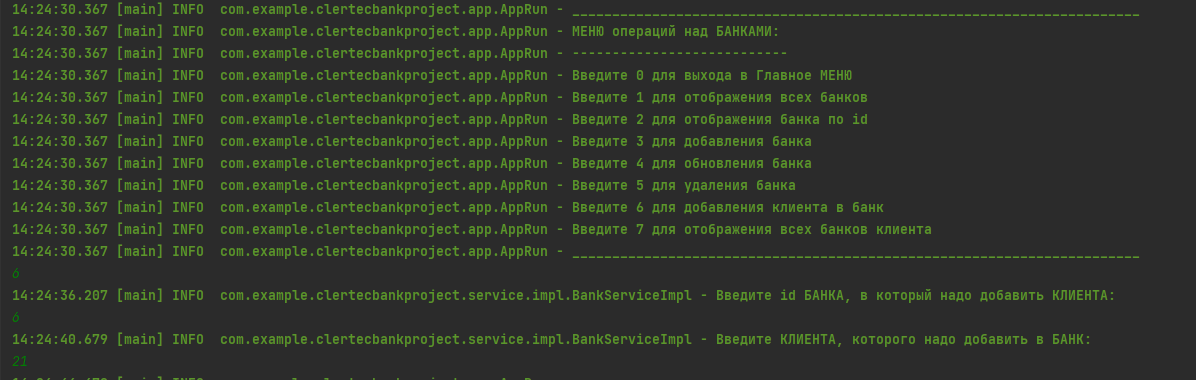 14:24:30.367 [main] INFO  com.example.clertecbankproject.app.AppRun - _______________________________________________________________________
14:24:30.367 [main] INFO  com.example.clertecbankproject.app.AppRun - МЕНЮ операций над БАНКАМИ:
14:24:30.367 [main] INFO  com.example.clertecbankproject.app.AppRun - ---------------------------
14:24:30.367 [main] INFO  com.example.clertecbankproject.app.AppRun - Введите 0 для выхода в Главное МЕНЮ
14:24:30.367 [main] INFO  com.example.clertecbankproject.app.AppRun - Введите 1 для отображения всех банков
14:24:30.367 [main] INFO  com.example.clertecbankproject.app.AppRun - Введите 2 для отображения банка по id
14:24:30.367 [main] INFO  com.example.clertecbankproject.app.AppRun - Введите 3 для добавления банка
14:24:30.367 [main] INFO  com.example.clertecbankproject.app.AppRun - Введите 4 для обновления банка
14:24:30.367 [main] INFO  com.example.clertecbankproject.app.AppRun - Введите 5 для удаления банка
14:24:30.367 [main] INFO  com.example.clertecbankproject.app.AppRun - Введите 6 для добавления клиента в банк
14:24:30.367 [main] INFO  com.example.clertecbankproject.app.AppRun - Введите 7 для отображения всех банков клиента
14:24:30.367 [main] INFO  com.example.clertecbankproject.app.AppRun - _______________________________________________________________________
6
14:24:36.207 [main] INFO  com.example.clertecbankproject.service.impl.BankServiceImpl - Введите id БАНКА, в который надо добавить КЛИЕНТА:
6
14:24:40.679 [main] INFO  com.example.clertecbankproject.service.impl.BankServiceImpl - Введите КЛИЕНТА, которого надо добавить в БАНК:
21